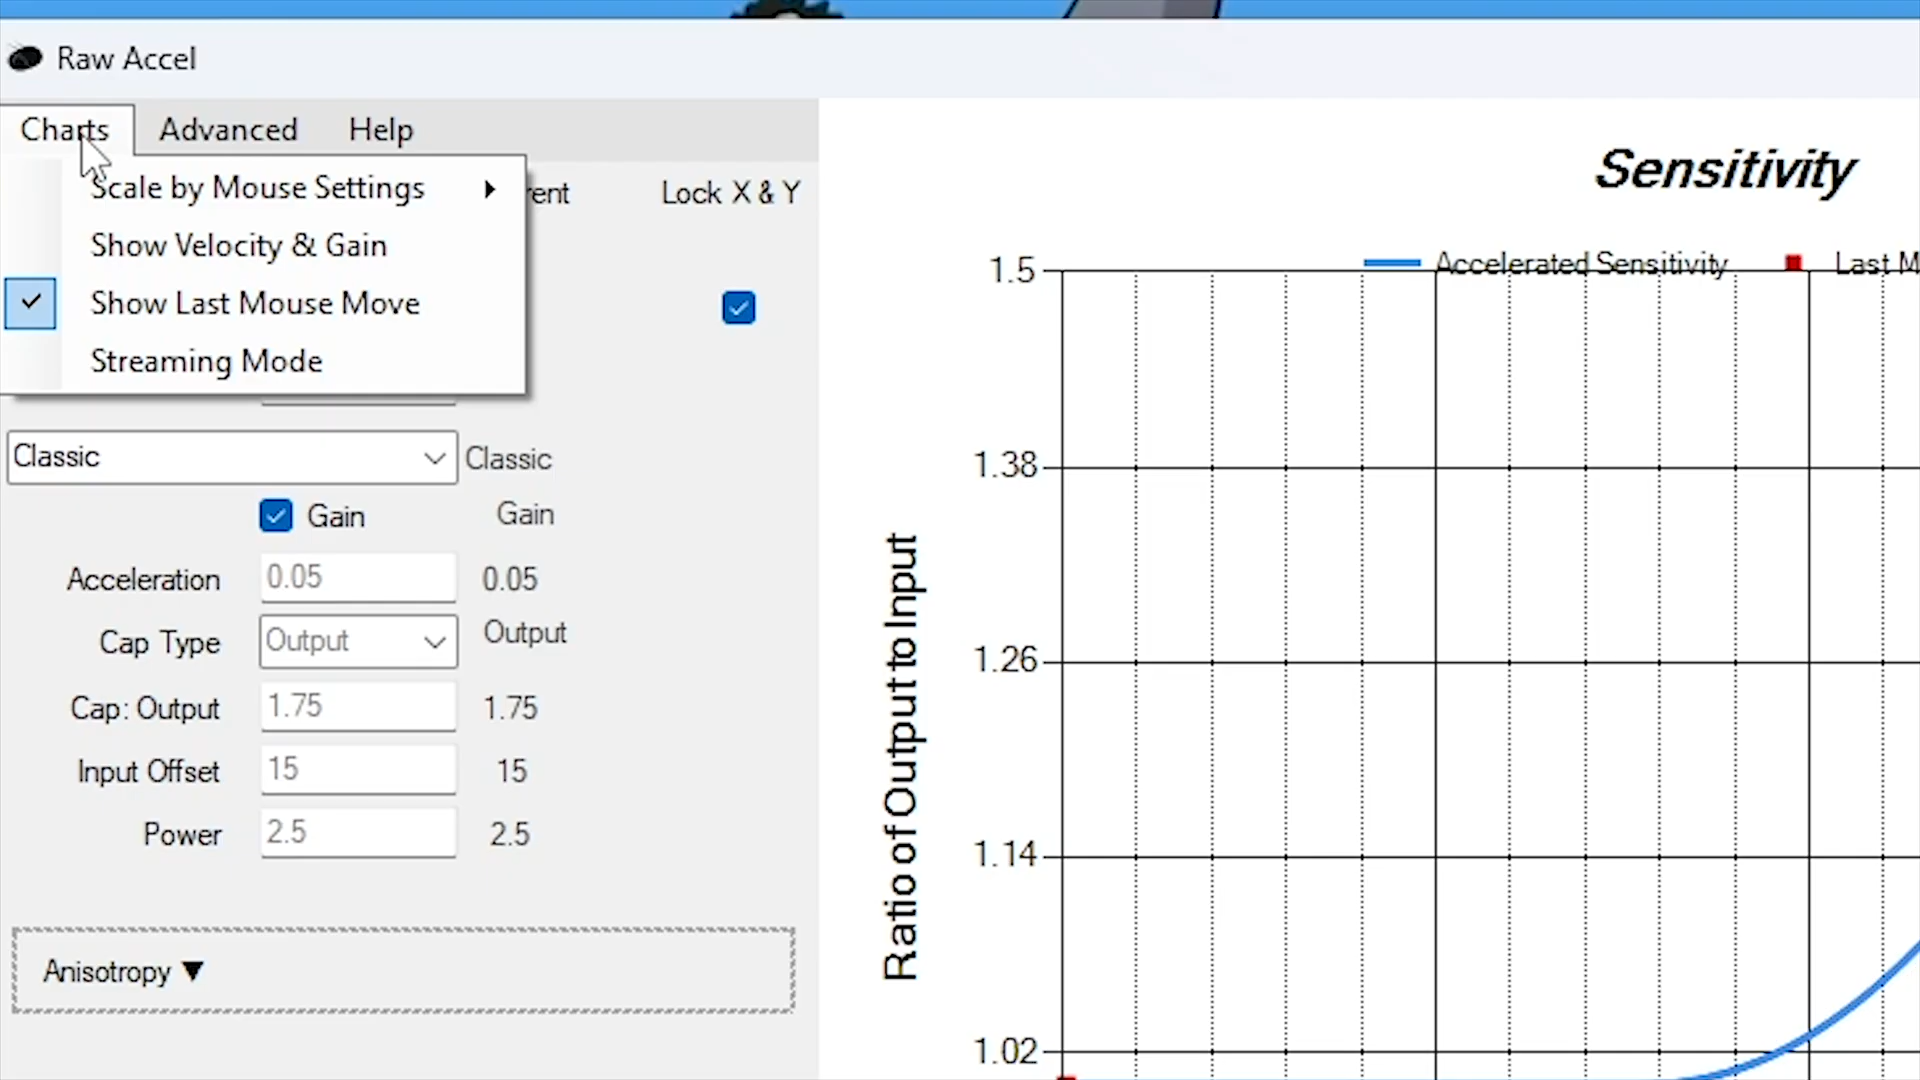 Raw Accel
Charts Advanced Help
Scale by Mouse Settings
rent Lock X & Y
Show Velocity & Gain
Show Last Mouse Move
Streaming Mode
Classic Classic
Gain Gain
Acceleration 0.05 0.05
Cap Type Output Output
Cap: Output 1.75 1.75
Input Offset 15 15
Power 2.5 2.5
Anisotropy ▼
Sensitivity
Accelerated Sensitivity Last M
Ratio of Output to Input
1.5
1.38
1.26
1.14
1.02